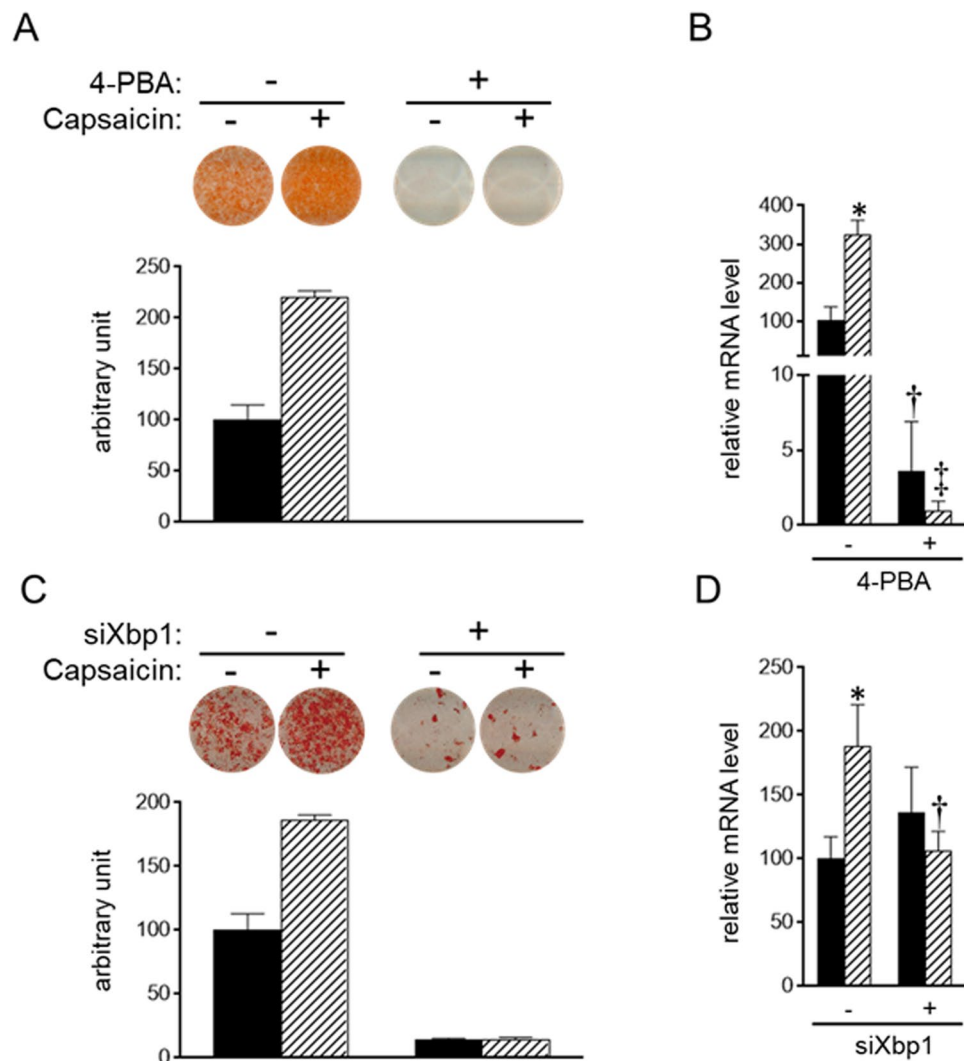 A
4-PBA: - +
Capsaicin: - + - +
arbitrary unit
250
200
150
100
50
0
B
relative mRNA level
400
300
200
100
10
5
0
*
†
‡
- +
4-PBA
C
siXbp1: - +
Capsaicin: - + - +
arbitrary unit
200
150
100
50
0
D
relative mRNA level
250
200
150
100
50
0
*
†
- +
siXbp1